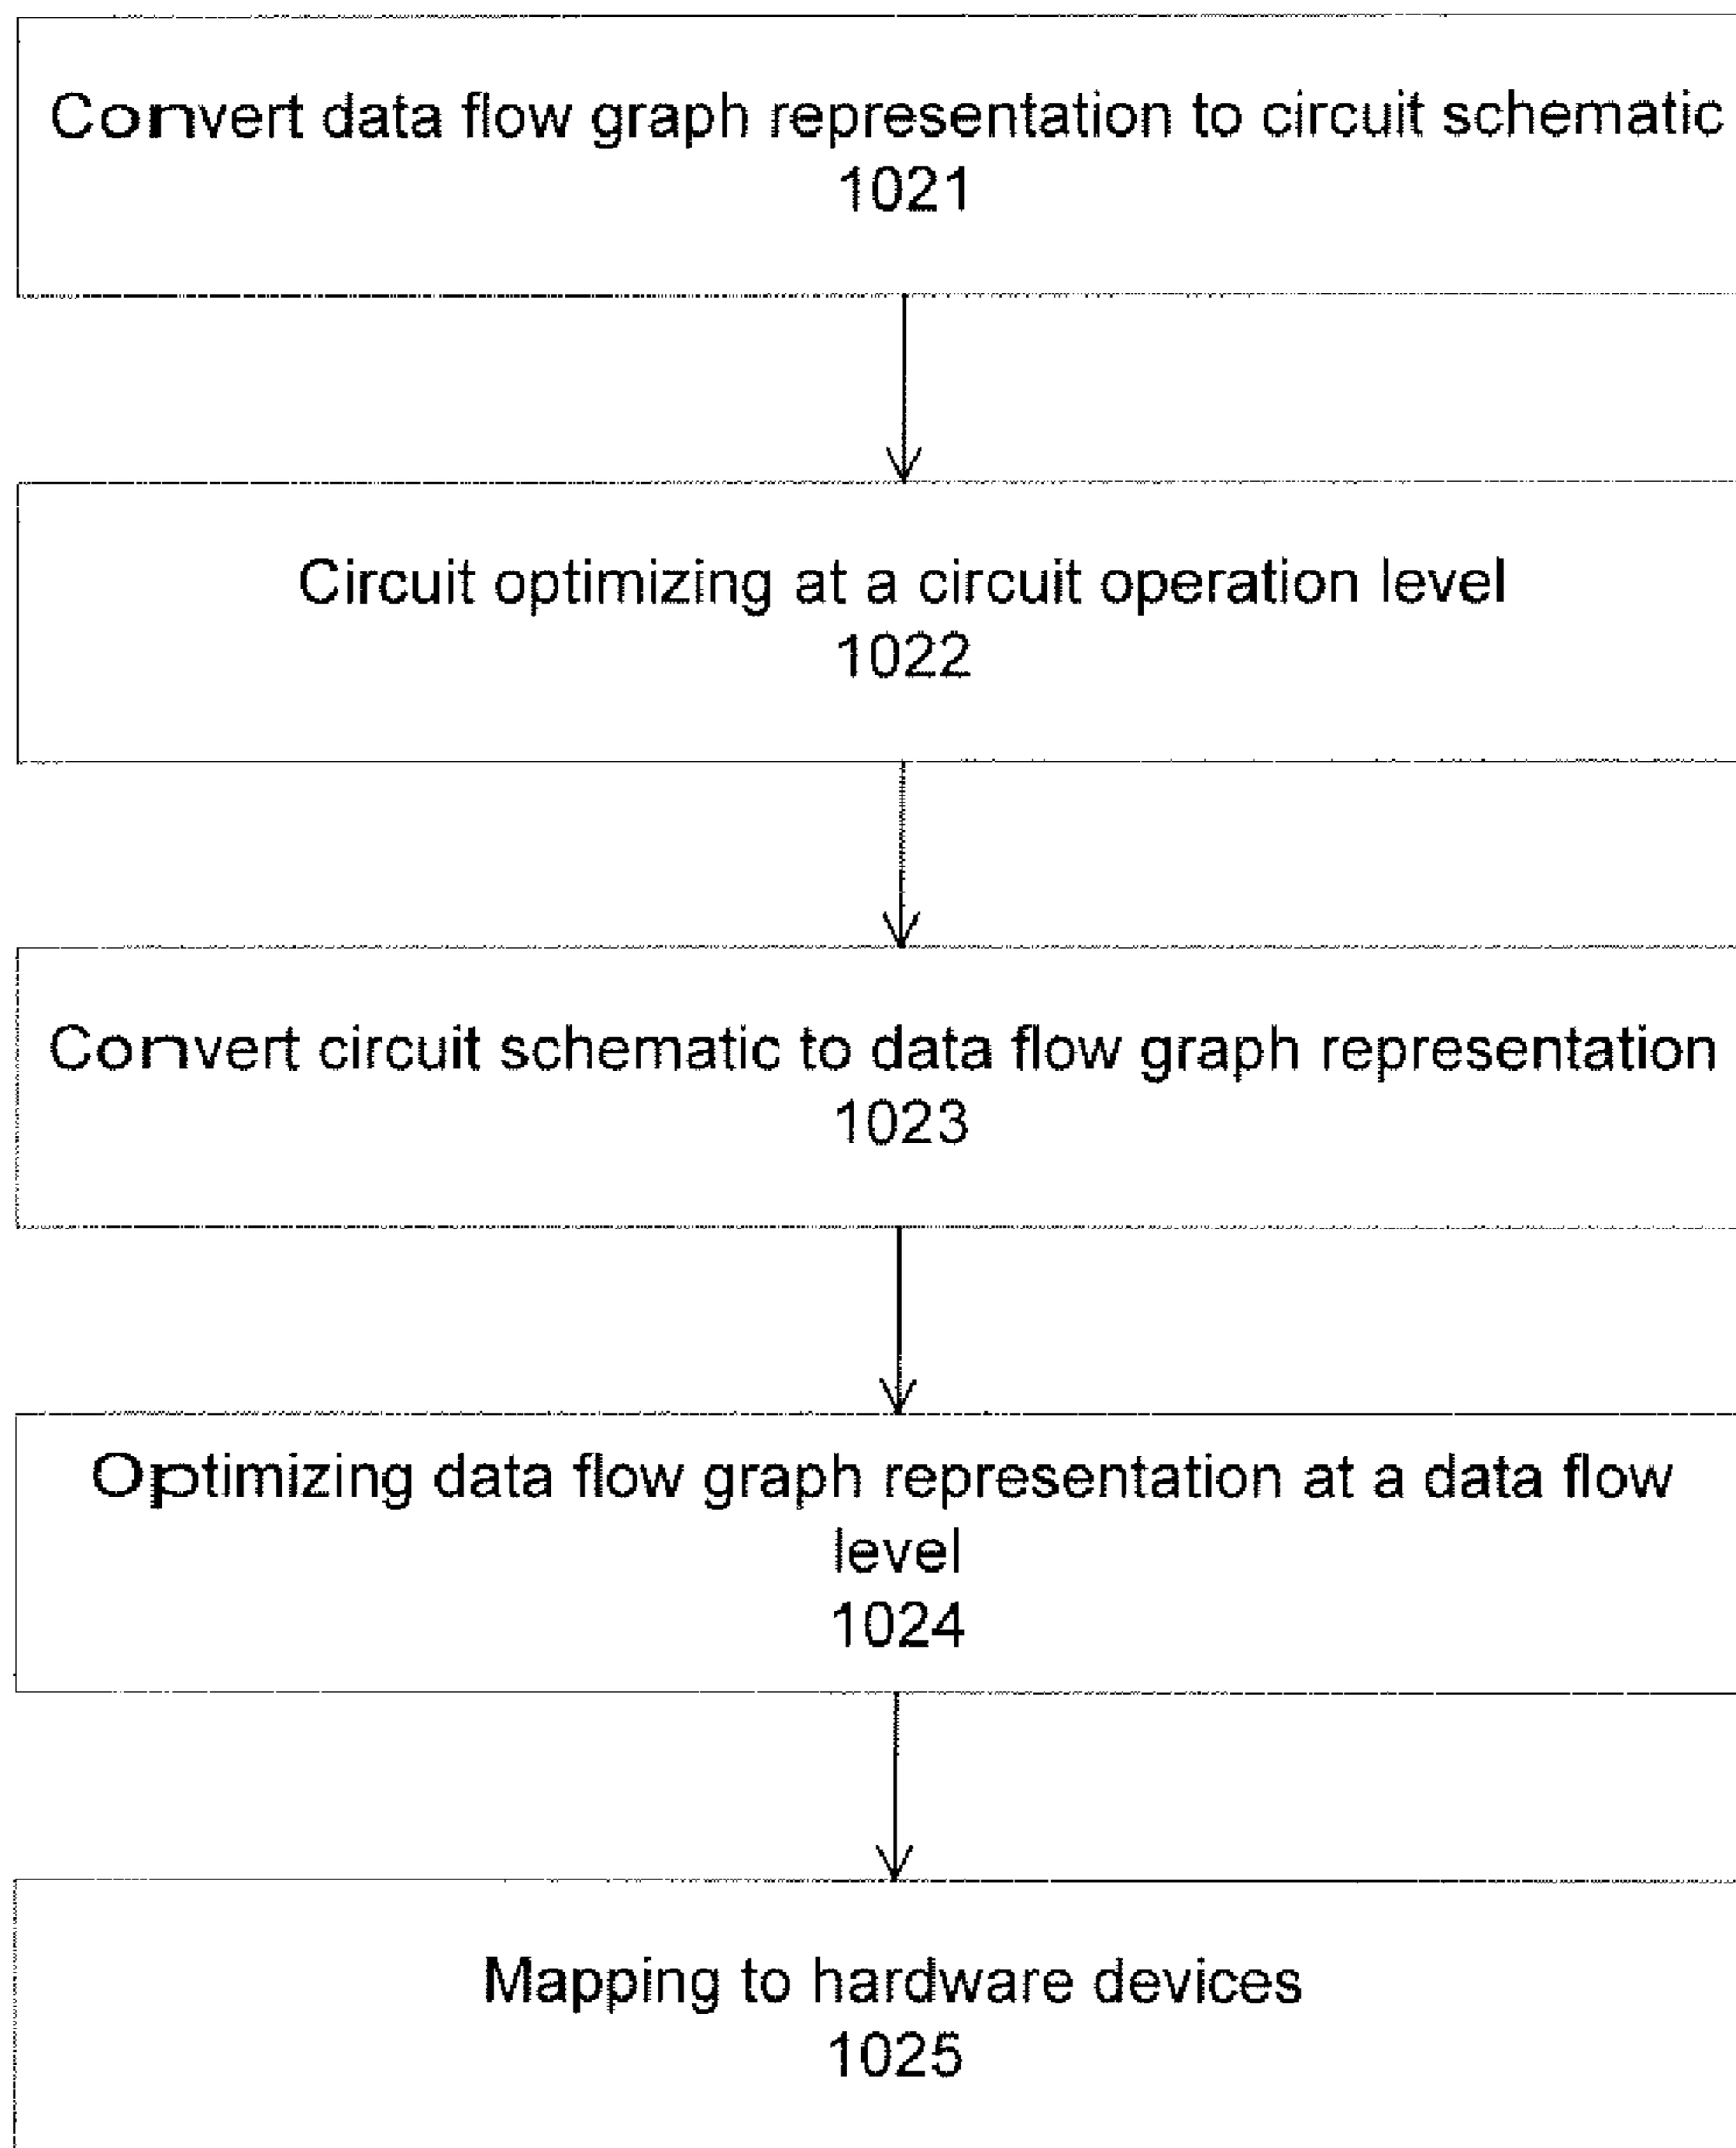 Convert data flow graph representation to circuit schematic
1021
Circuit optimizing at a circuit operation level
1022
Convert circuit schematic to data flow graph representation
1023
Optimizing data flow graph representation at a data flow
level
1024
Mapping to hardware devices
1025